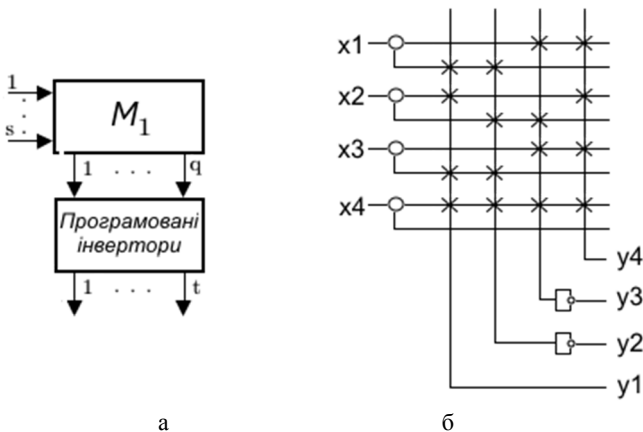 1
.
.
.
s
M1
1 . . . q
Програмовані
інвертори
1 . . . t
а
x1
x2
x3
x4
y4
y3
y2
y1
б